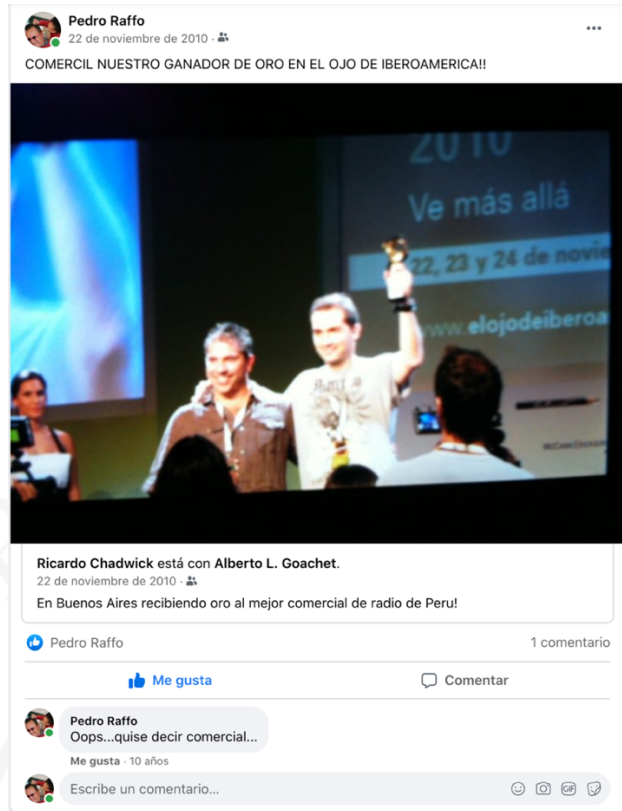 Pedro Raffo
22 de noviembre de 2010 ·
COMERCIL NUESTRO GANADOR DE ORO EN EL OJO DE IBEROAMERICA!!
2010
Ve más allá
22, 23 y 24 de novie
www.elojodeiberoa
Ricardo Chadwick está con Alberto L. Goachet.
22 de noviembre de 2010 ·
En Buenos Aires recibiendo oro al mejor comercial de radio de Peru!
Pedro Raffo 1 comentario
Me gusta Comentar
Pedro Raffo
Oops...quise decir comercial...
Me gusta · 10 años
Escribe un comentario...
GIF